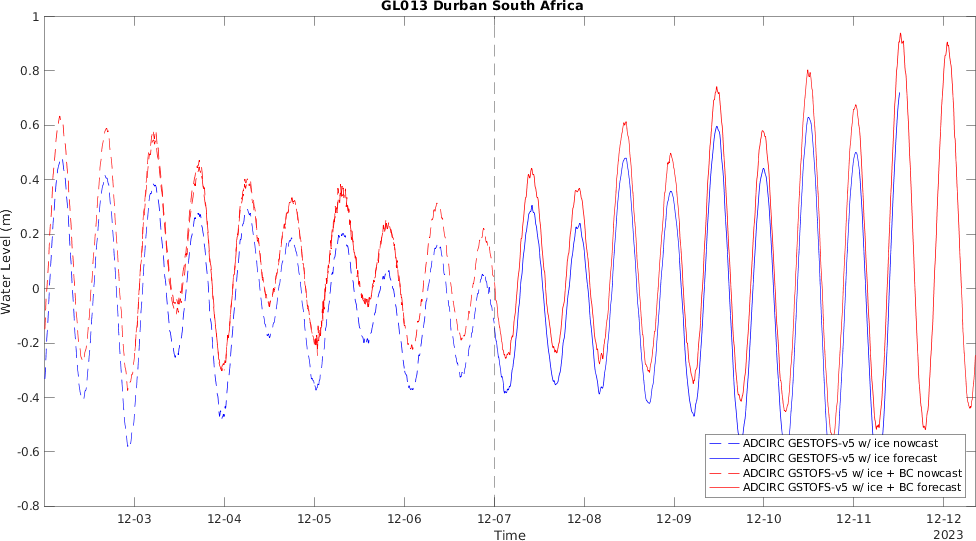 GL013 Durban South Africa
1
0.8
0.6
0.4
0.2
0
-0.2
-0.4
-0.6
-0.8
Water Level (m)
ADCIRC GESTOFS-v5 w/ ice nowcast
ADCIRC GESTOFS-v5 w/ ice forecast
ADCIRC GSTOFS-v5 w/ ice + BC nowcast
ADCIRC GSTOFS-v5 w/ ice + BC forecast
12-03 12-04 12-05 12-06 12-07 12-08 12-09 12-10 12-11 12-12
Time 2023